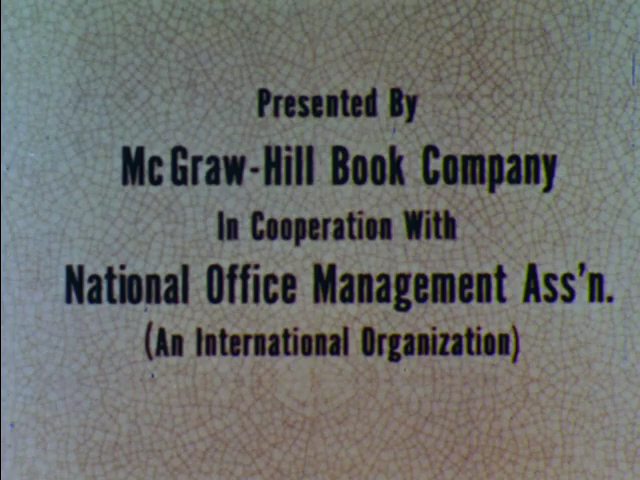 Presented By
McGraw-Hill Book Company
In Cooperation With
National Office Management Ass'n.
(An International Organization)